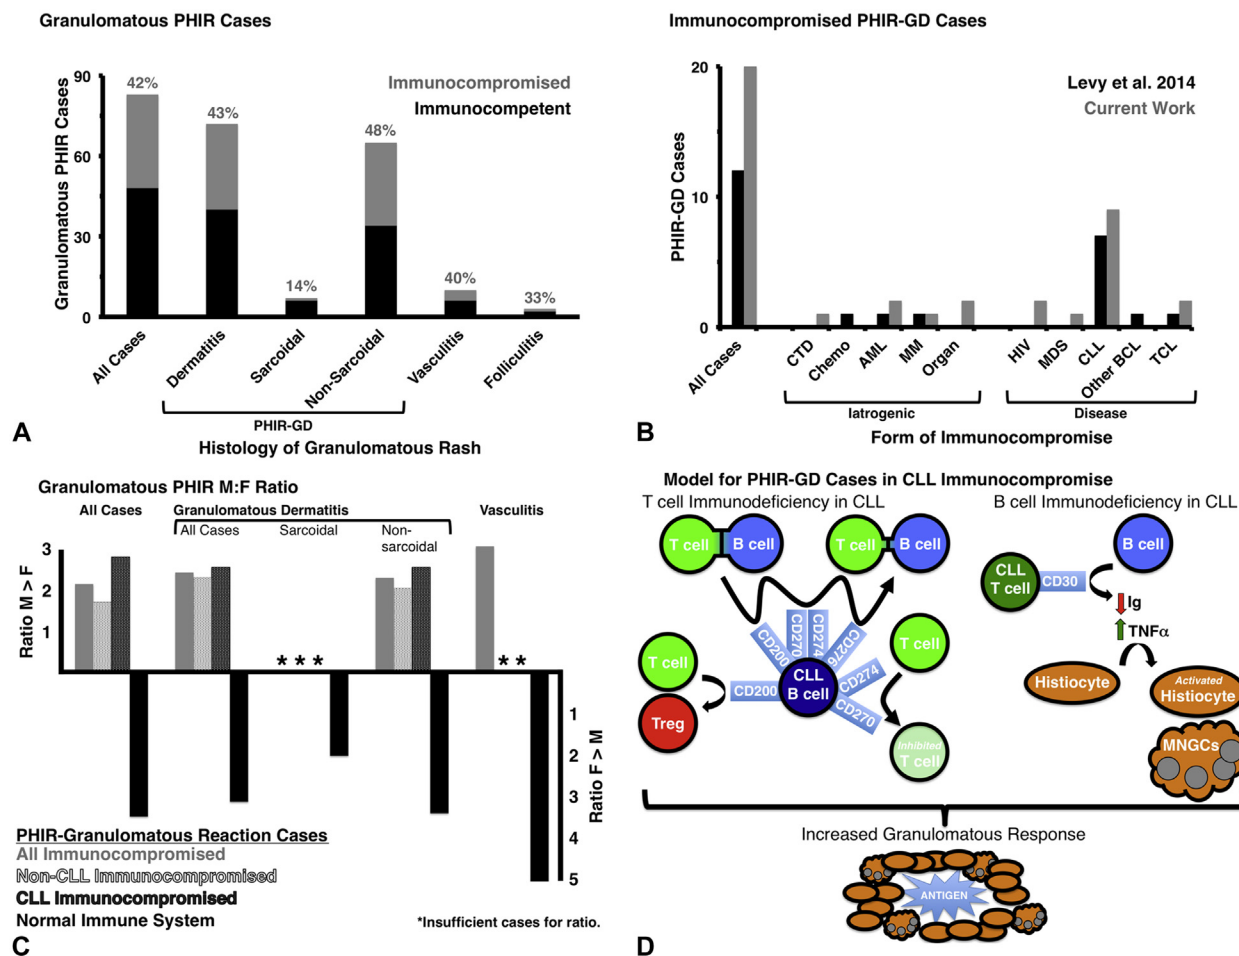 Granulomatous PHIR Cases
Granulomatous PHIR Cases
90
60
30
0
42%
43%
14%
48%
40%
33%
Immunocompromised
Immunocompetent
All Cases
Dermatitis
Sarcoidal
Non-Sarcoidal
Vasculitis
Folliculitis
PHIR-GD
Histology of Granulomatous Rash
A
Immunocompromised PHIR-GD Cases
PHIR-GD Cases
20
10
0
Levy et al. 2014
Current Work
All Cases
CTD
Chemo
AML
MM
Organ
HIV
MDS
CLL
Other BCL
TCL
Iatrogenic
Disease
Form of Immunocompromise
B
Granulomatous PHIR M:F Ratio
All Cases
Granulomatous Dermatitis
All Cases
Sarcoidal
Non-
sarcoidal
Vasculitis
Ratio M > F
3
2
1
* * *
* *
1
2
3
4
5
Ratio F > M
PHIR-Granulomatous Reaction Cases
All Immunocompromised
Non-CLL Immunocompromised
CLL Immunocompromised
Normal Immune System
*Insufficient cases for ratio.
C
Model for PHIR-GD Cases in CLL Immunocompromise
T cell Immunodeficiency in CLL
T cell
B cell
T cell
B cell
CD200
CD270
CD274
CD276
CD274
CD270
CD200
CLL
B cell
T cell
Treg
T cell
Inhibited
T cell
B cell Immunodeficiency in CLL
B cell
CLL
T cell
CD30
Ig
TNFα
Histiocyte
Activated
Histiocyte
MNGCs
Increased Granulomatous Response
ANTIGEN
D